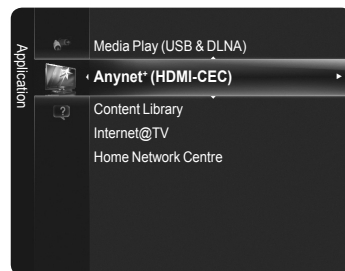 Application
Media Play (USB & DLNA)
Anynet⁺ (HDMI-CEC)
Content Library
Internet@TV
Home Network Centre